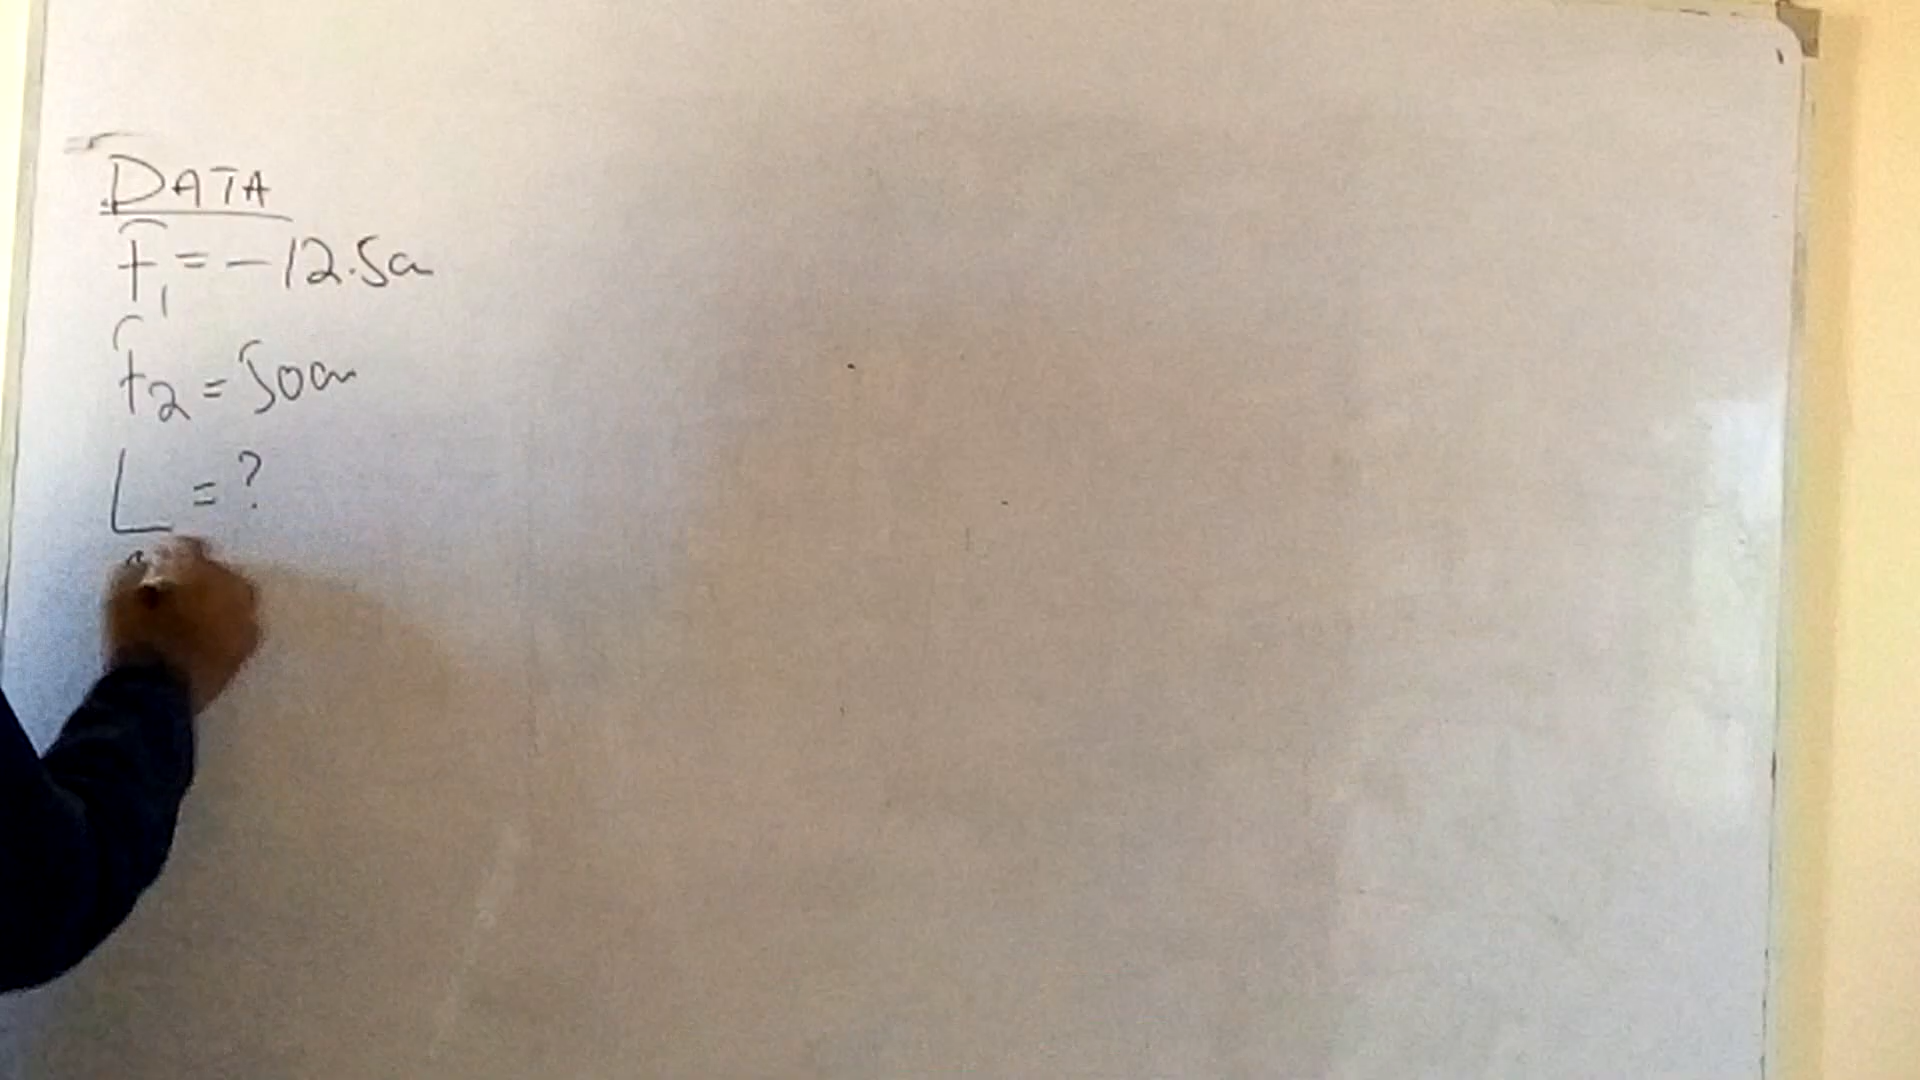 DATA
f₁ = -12.5cm
f₂ = 50cm
L = ?